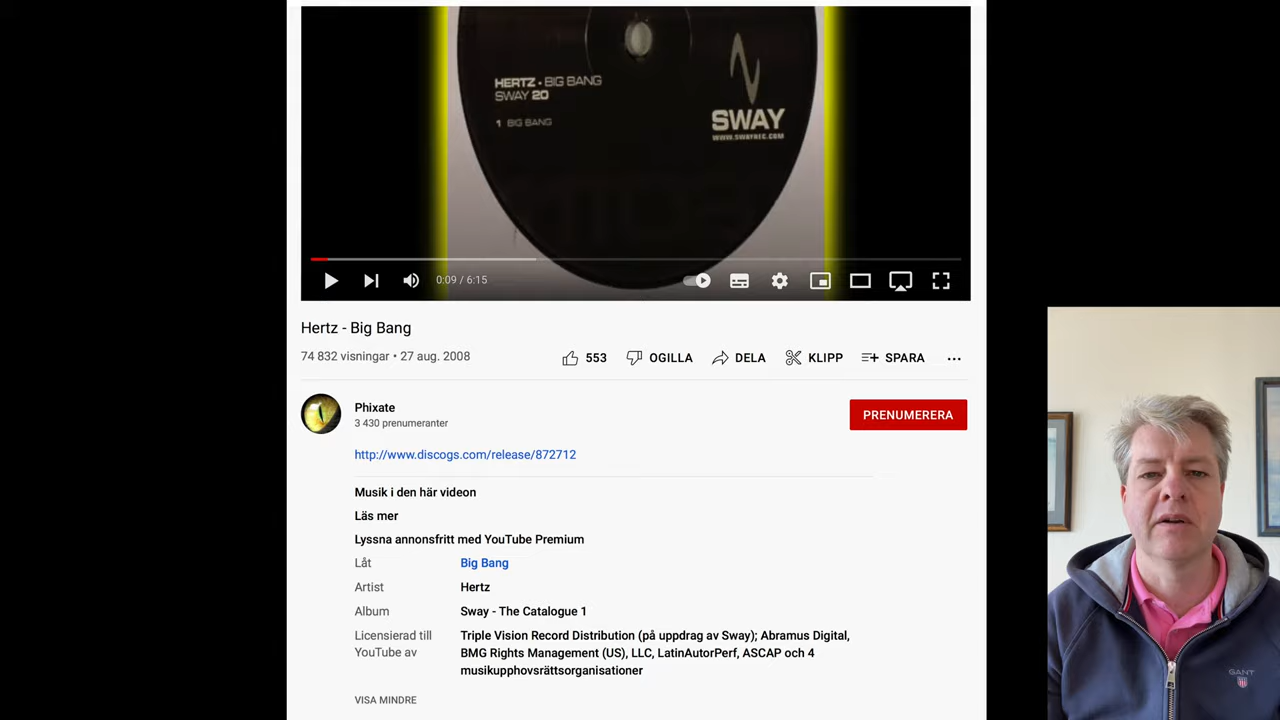 HERTZ - BIG BANG
SWAY 20
1 BIG BANG
SWAY
WWW.SWAYREC.COM
0:09 / 6:15
Hertz - Big Bang
74 832 visningar • 27 aug. 2008
553 OGILLA DELA KLIPP SPARA
Phixate
3 430 prenumeranter
PRENUMERERA
http://www.discogs.com/release/872712
Musik i den här videon
Läs mer
Lyssna annonsfritt med YouTube Premium
Låt Big Bang
Artist Hertz
Album Sway - The Catalogue 1
Licensierad till YouTube av Triple Vision Record Distribution (på uppdrag av Sway); Abramus Digital,
BMG Rights Management (US), LLC, LatinAutorPerf, ASCAP och 4
musikupphovsrättsorganisationer
VISA MINDRE
GANT